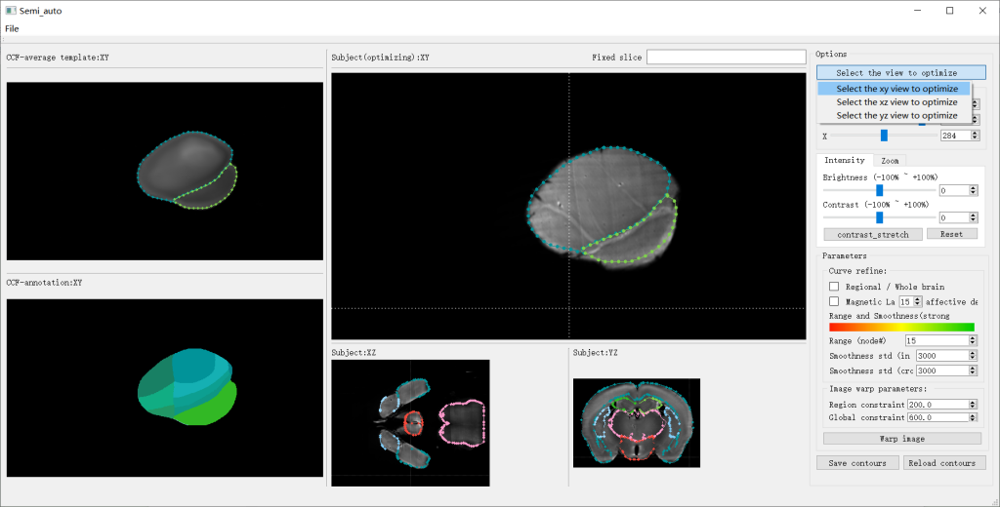 Semi_auto
File
CCF-average template:XY
Subject(optimizing):XY
Fixed slice
Options
Select the view to optimize
Select the xy view to optimize
Select the xz view to optimize
Select the yz view to optimize
X 284
Intensity Zoom
Brightness (-100% ~ +100%)
0
Contrast (-100% ~ +100%)
0
contrast_stretch Reset
Parameters
Curve refine:
Regional / Whole brain
Magnetic La 15 affective de
Range and Smoothness(strong
Range (node#) 15
Smoothness std (in 3000
Smoothness std (crc 3000
Image warp parameters:
Region constraint 200.0
Global constraint 600.0
Warp image
Save contours Reload contours
CCF-annotation:XY
Subject:XZ
Subject:YZ